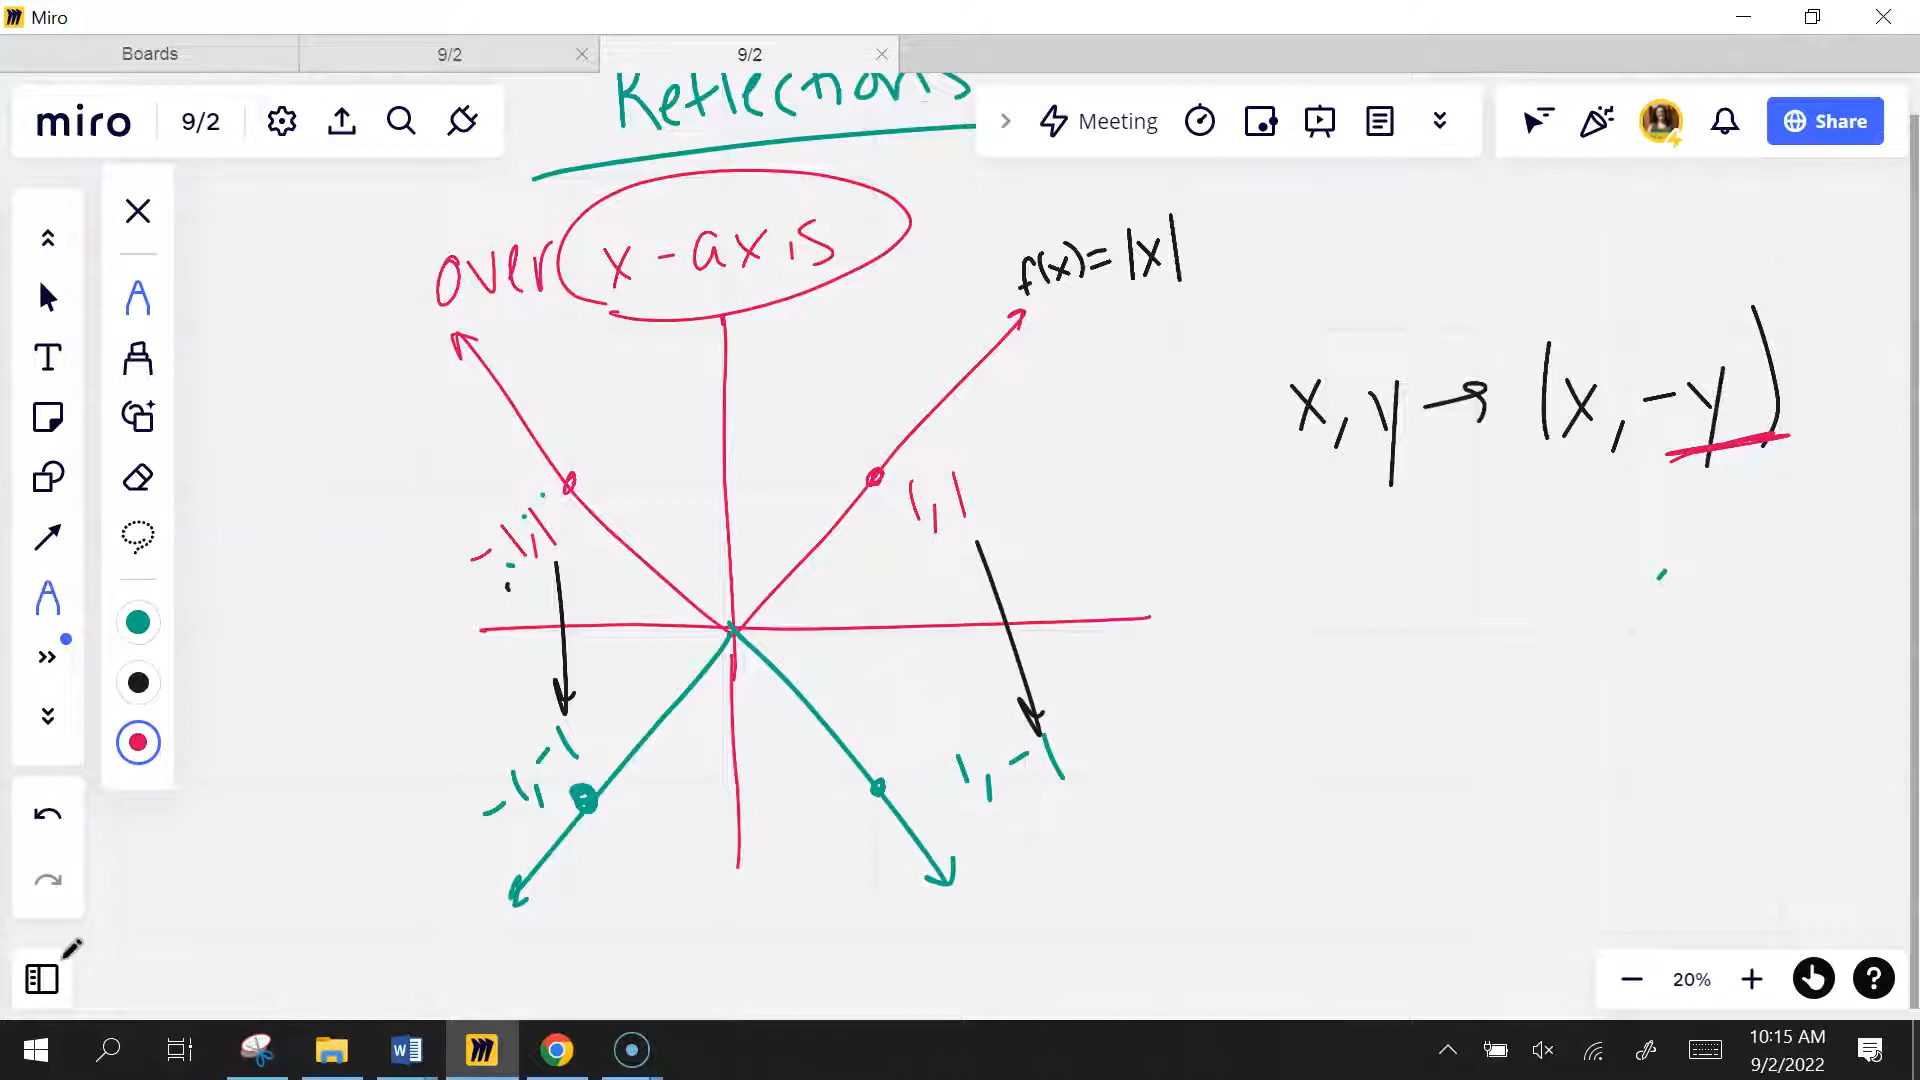 Miro
Boards
9/2
9/2
Reflections
miro
9/2
Meeting
Share
over x-axis
f(x)=|x|
x, y → (x, -y)
-1,1
1,1
-1,-1
1,-1
20%
10:15 AM
9/2/2022